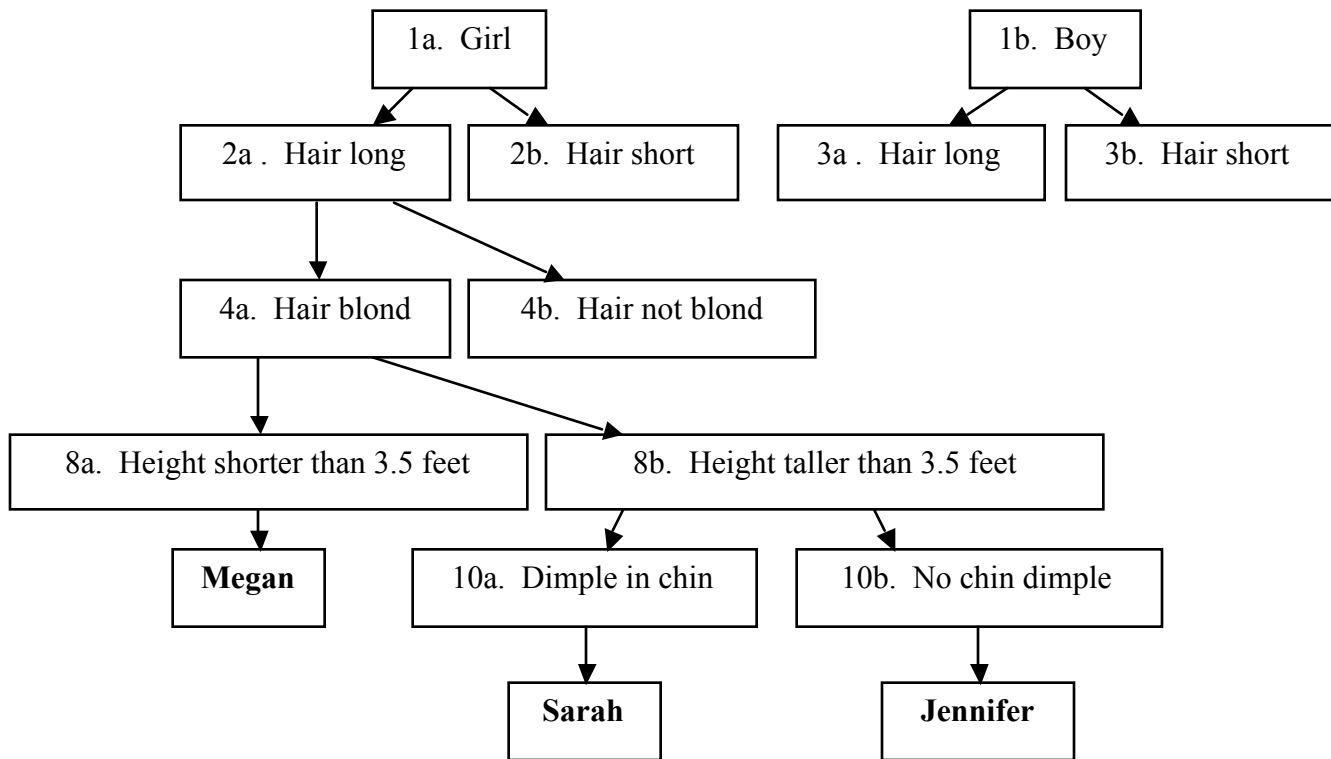 1a.  Girl
1b.  Boy
2a .  Hair long
2b.  Hair short
3a .  Hair long
3b.  Hair short
4a.  Hair blond
4b.  Hair not blond
8a.  Height shorter than 3.5 feet
8b.  Height taller than 3.5 feet
Megan
10a.  Dimple in chin
10b.  No chin dimple
Sarah
Jennifer